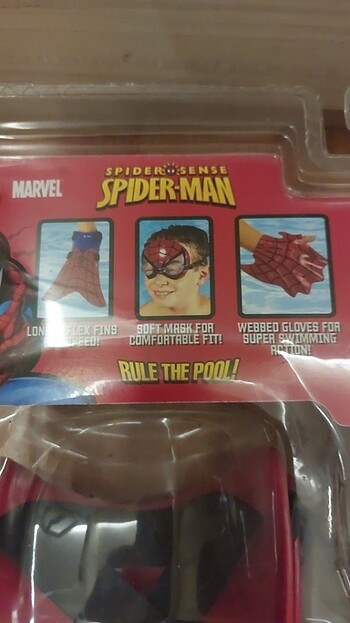 SPIDER SENSE
MARVEL
SPIDER-MAN
FLEX FINS
SOFT MASK FOR
COMFORTABLE FIT!
WEBBED GLOVES FOR
SUPER SWIMMING
ACTION!
RULE THE POOL!